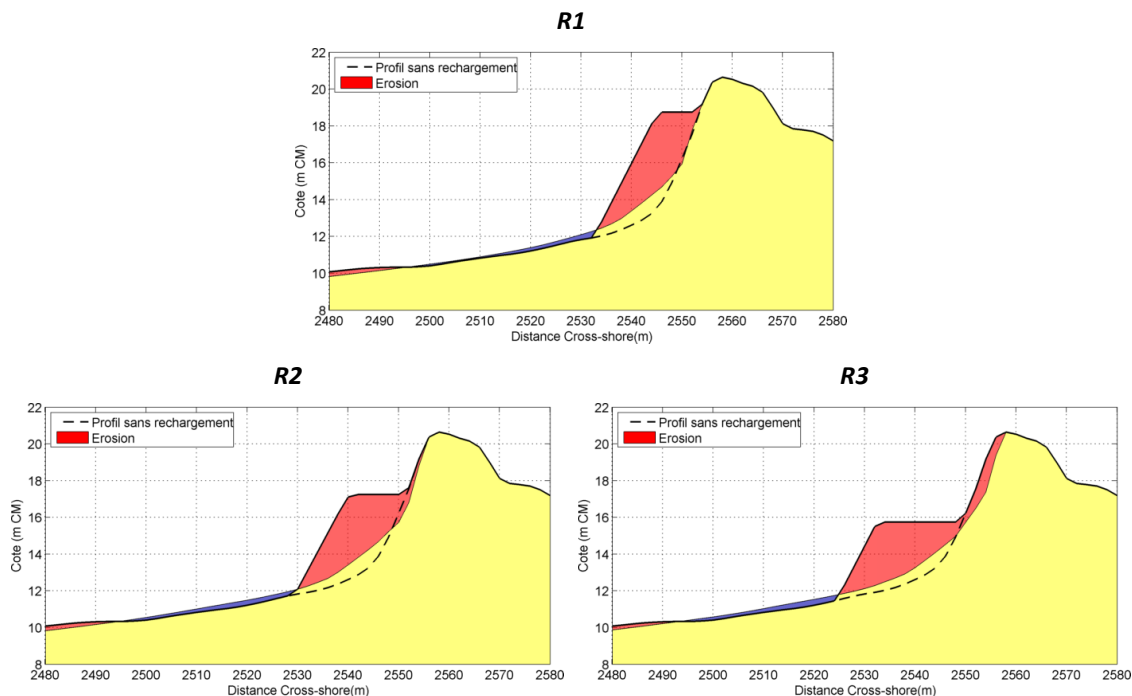 R1
22
20
18
16
14
12
10
8
Cote (m CM)
Profil sans rechargement
Erosion
2480 2490 2500 2510 2520 2530 2540 2550 2560 2570 2580
Distance Cross-shore(m)
R2
22
20
18
16
14
12
10
8
Cote (m CM)
Profil sans rechargement
Erosion
2480 2490 2500 2510 2520 2530 2540 2550 2560 2570 2580
Distance Cross-shore(m)
R3
22
20
18
16
14
12
10
8
Cote (m CM)
Profil sans rechargement
Erosion
2480 2490 2500 2510 2520 2530 2540 2550 2560 2570 2580
Distance Cross-shore(m)